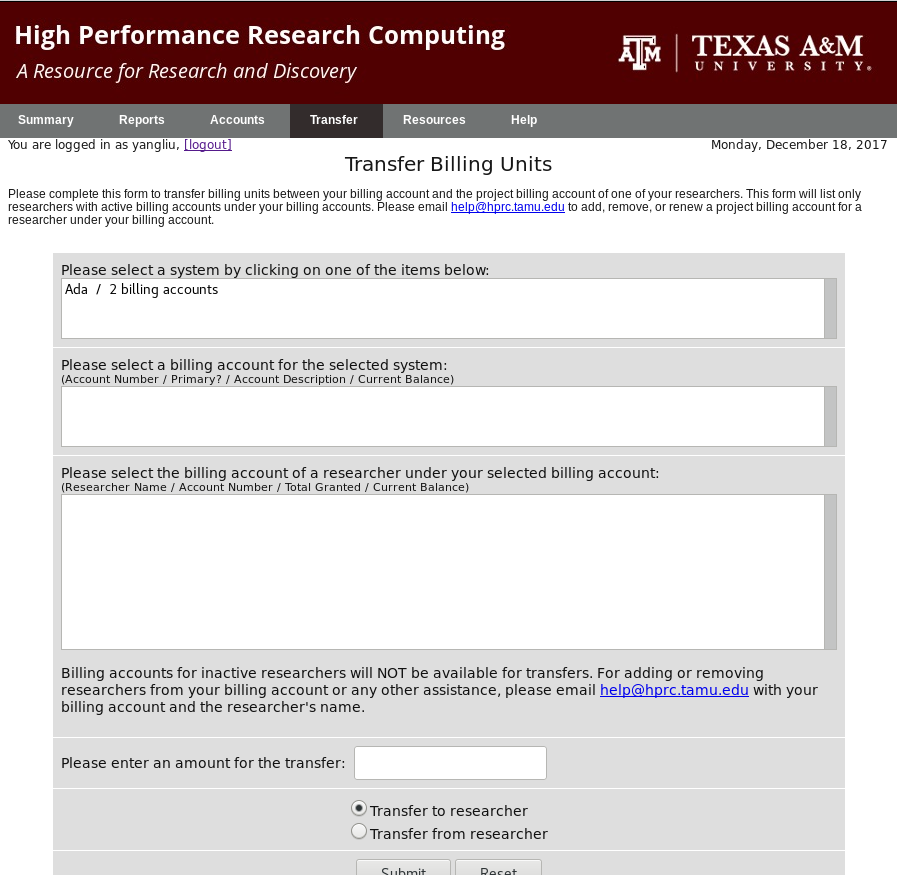 High Performance Research Computing
A Resource for Research and Discovery
ATM
TEXAS A&M
UNIVERSITY®
Summary Reports Accounts Transfer Resources Help
You are logged in as yangliu, [logout]
Monday, December 18, 2017
Transfer Billing Units
Please complete this form to transfer billing units between your billing account and the project billing account of one of your researchers. This form will list only
researchers with active billing accounts under your billing accounts. Please email help@hprc.tamu.edu to add, remove, or renew a project billing account for a
researcher under your billing account.
Please select a system by clicking on one of the items below:
Ada / 2 billing accounts
Please select a billing account for the selected system:
(Account Number / Primary? / Account Description / Current Balance)
Please select the billing account of a researcher under your selected billing account:
(Researcher Name / Account Number / Total Granted / Current Balance)
Billing accounts for inactive researchers will NOT be available for transfers. For adding or removing
researchers from your billing account or any other assistance, please email help@hprc.tamu.edu with your
billing account and the researcher's name.
Please enter an amount for the transfer:
Transfer to researcher
Transfer from researcher
Submit Reset